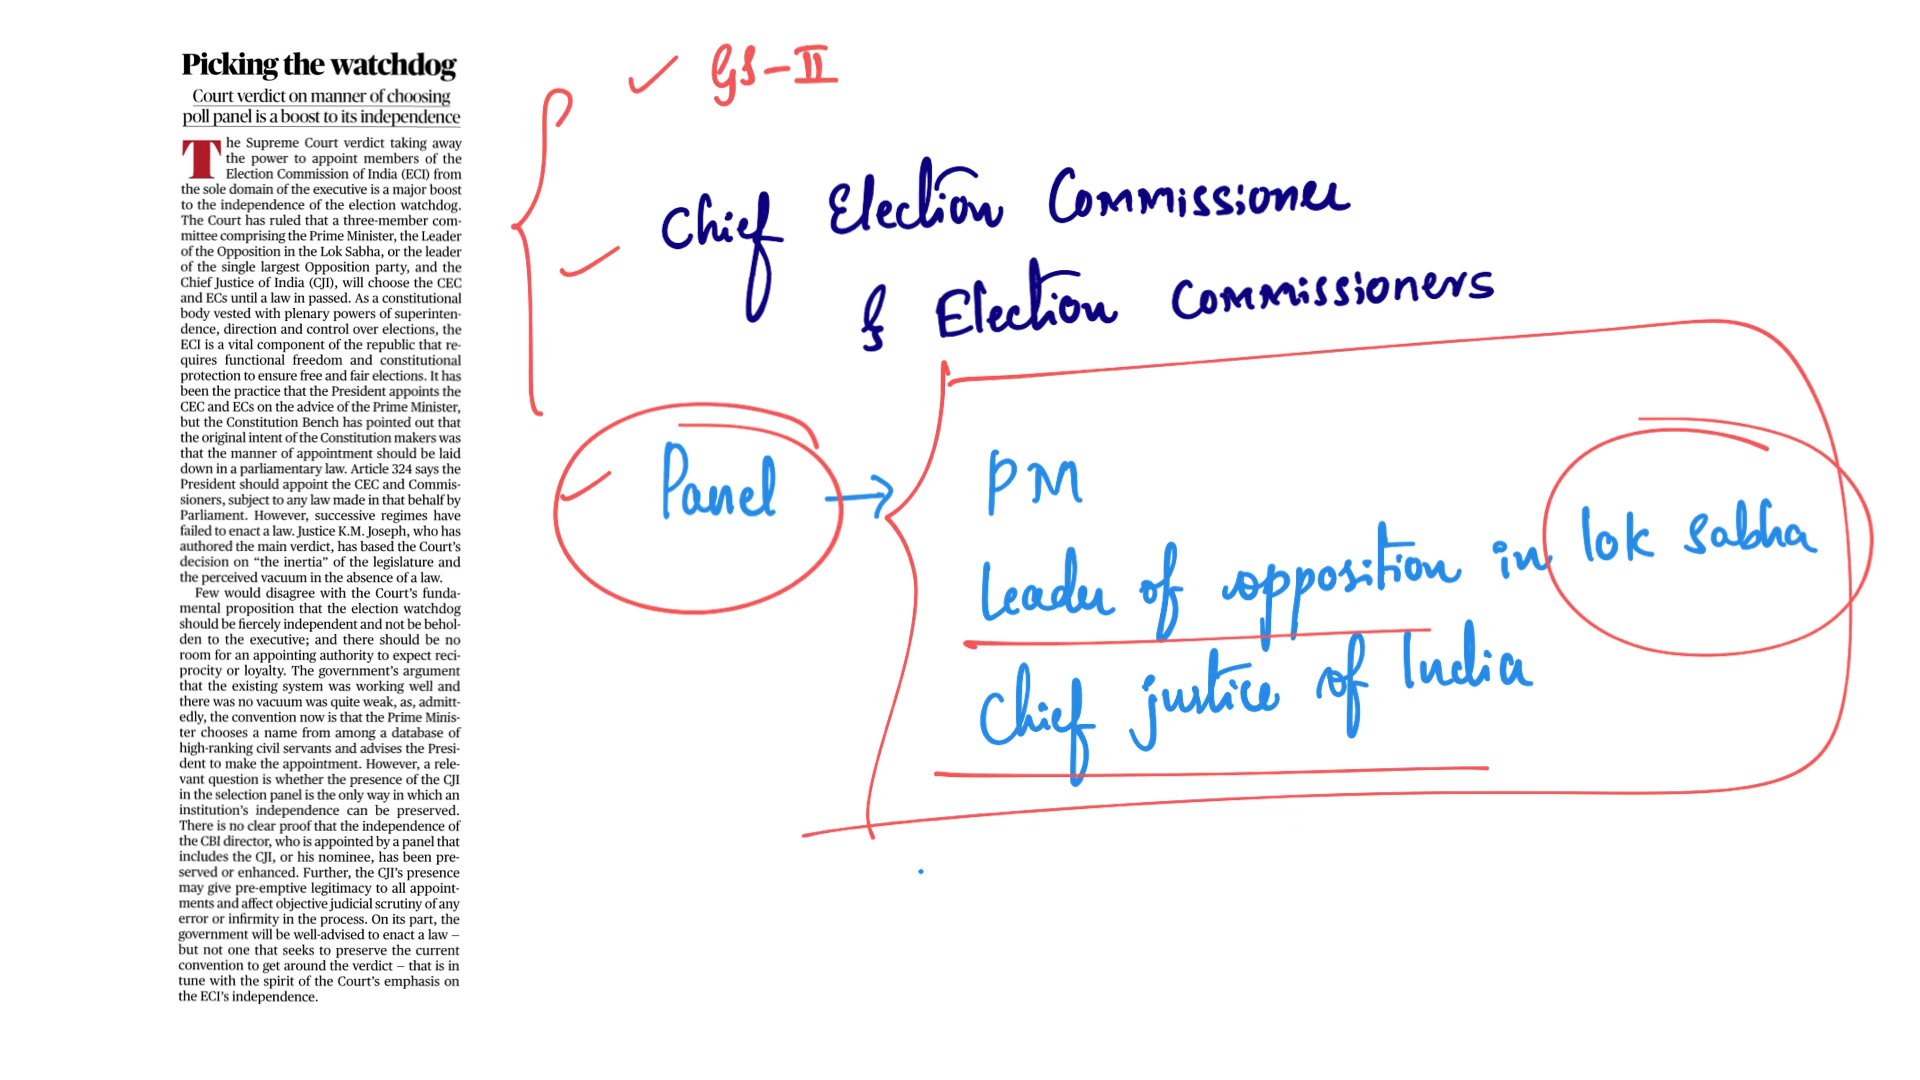 Picking the watchdog
Court verdict on manner of choosing
poll panel is a boost to its independence
The Supreme Court verdict taking away
the power to appoint members of the
Election Commission of India (ECI) from
the sole domain of the executive is a major boost
to the independence of the election watchdog.
The Court has ruled that a three-member com-
mittee comprising the Prime Minister, the Leader
of the Opposition in the Lok Sabha, or the leader
of the single largest Opposition party, and the
Chief Justice of India (CJI), will choose the CEC
and ECs until a law in passed. As a constitutional
body vested with plenary powers of superinten-
dence, direction and control over elections, the
ECI is a vital component of the republic that re-
quires functional freedom and constitutional
protection to ensure free and fair elections. It has
been the practice that the President appoints the
CEC and ECs on the advice of the Prime Minister,
but the Constitution Bench has pointed out that
the original intent of the Constitution makers was
that the manner of appointment should be laid
down in a parliamentary law. Article 324 says the
President should appoint the CEC and Commis-
sioners, subject to any law made in that behalf by
Parliament. However, successive regimes have
failed to enact a law. Justice K.M. Joseph, who has
authored the main verdict, has based the Court's
decision on "the inertia" of the legislature and
the perceived vacuum in the absence of a law.
Few would disagree with the Court's funda-
mental proposition that the election watchdog
should be fiercely independent and not be behol-
den to the executive; and there should be no
room for an appointing authority to expect reci-
procity or loyalty. The government's argument
that the existing system was working well and
there was no vacuum was quite weak, as, admitt-
edly, the convention now is that the Prime Minis-
ter chooses a name from among a database of
high-ranking civil servants and advises the Presi-
dent to make the appointment. However, a rele-
vant question is whether the presence of the CJI
in the selection panel is the only way in which an
institution's independence can be preserved.
There is no clear proof that the independence of
the CBI director, who is appointed by a panel that
includes the CJI, or his nominee, has been pre-
served or enhanced. Further, the CJI's presence
may give pre-emptive legitimacy to all appoint-
ments and affect objective judicial scrutiny of any
error or infirmity in the process. On its part, the
government will be well-advised to enact a law –
but not one that seeks to preserve the current
convention to get around the verdict – that is in
tune with the spirit of the Court's emphasis on
the ECI's independence.
GS-II
Chief Election Commissioner
& Election Commissioners
Panel → PM
Leader of opposition in lok sabha
Chief justice of India